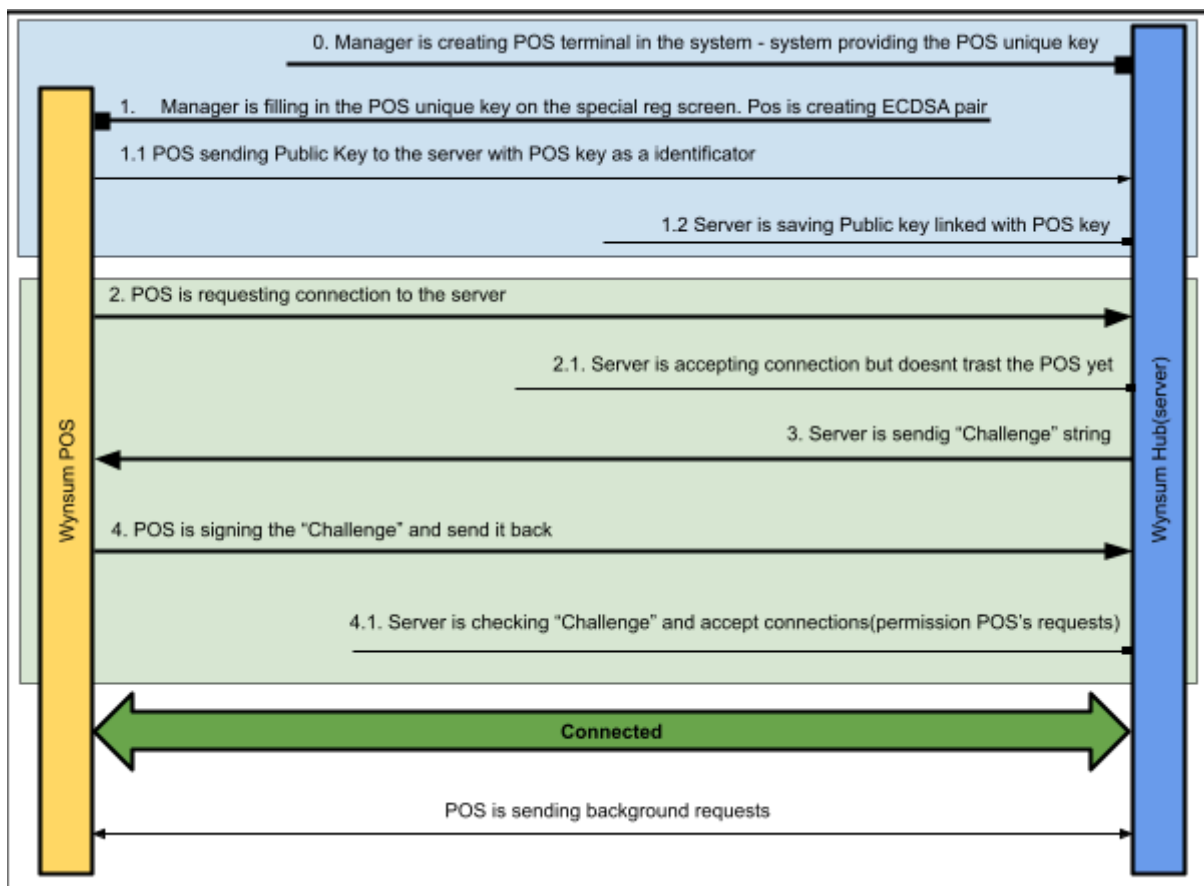 0. Manager is creating POS terminal in the system - system providing the POS unique key
1. Manager is filling in the POS unique key on the special reg screen. Pos is creating ECDSA pair
1.1 POS sending Public Key to the server with POS key as a identificator
1.2 Server is saving Public key linked with POS key
2. POS is requesting connection to the server
2.1. Server is accepting connection but doesnt trast the POS yet
3. Server is sendig “Challenge” string
4. POS is signing the “Challenge” and send it back
4.1. Server is checking “Challenge” and accept connections(permission POS's requests)
Connected
POS is sending background requests
Wynsum POS
Wynsum Hub(server)